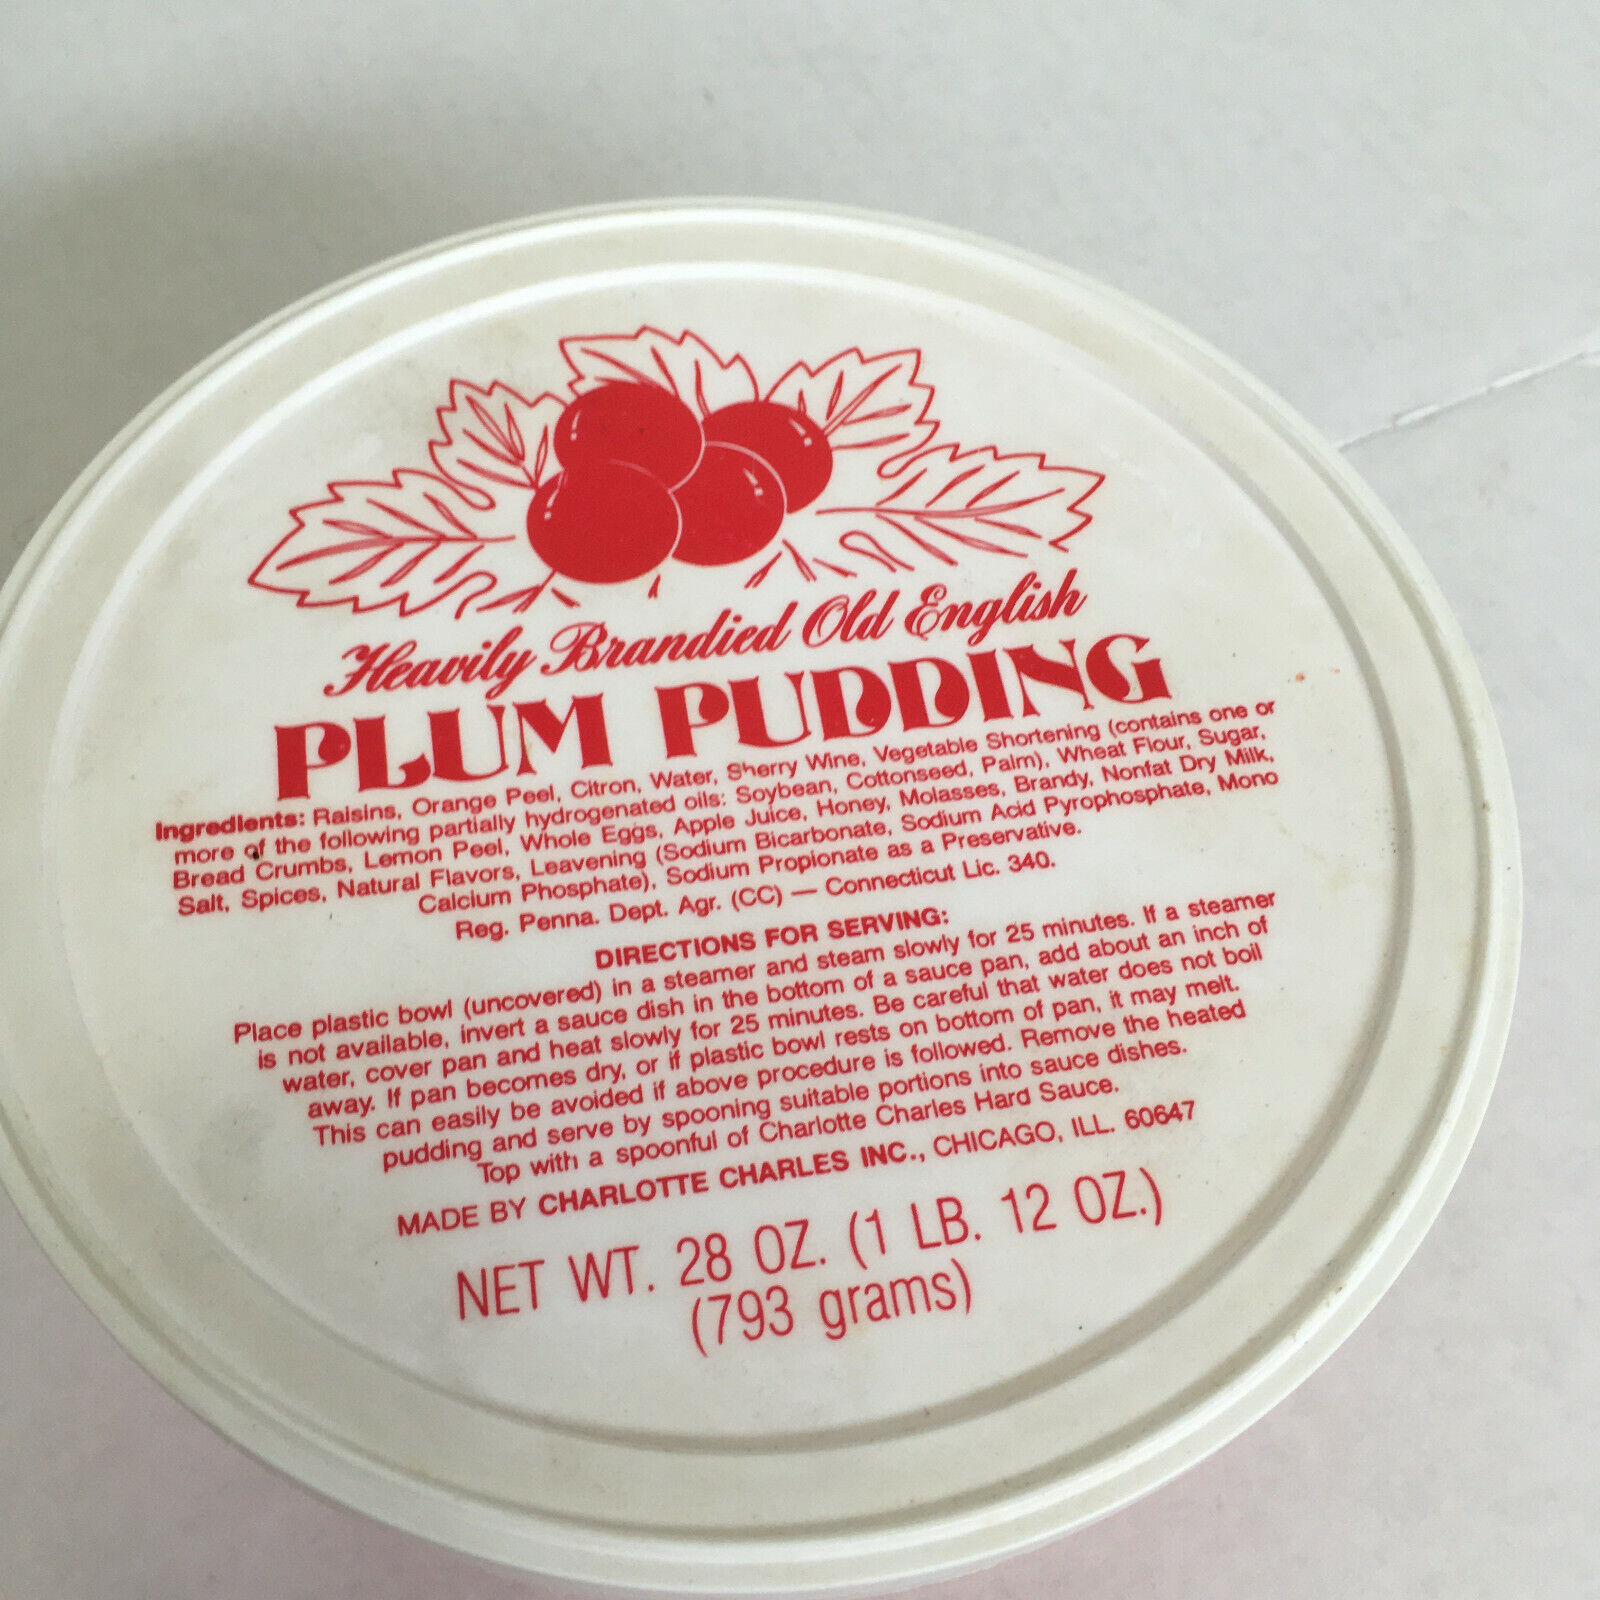 Heavily Brandied Old English
PLUM PUDDING
Ingredients: Raisins, Orange Peel, Citron, Water, Sherry Wine, Vegetable Shortening (contains one or
more of the following partially hydrogenated oils: Soybean, Cottonseed, Palm), Wheat Flour, Sugar,
Bread Crumbs, Lemon Peel, Whole Eggs, Apple Juice, Honey, Molasses, Brandy, Nonfat Dry Milk,
Salt, Spices, Natural Flavors, Leavening (Sodium Bicarbonate, Sodium Acid Pyrophosphate, Mono
Calcium Phosphate), Sodium Propionate as a Preservative.
Reg. Penna. Dept. Agr. (CC) — Connecticut Lic. 340.
DIRECTIONS FOR SERVING:
Place plastic bowl (uncovered) in a steamer and steam slowly for 25 minutes. If a steamer
is not available, invert a sauce dish in the bottom of a sauce pan, add about an inch of
water, cover pan and heat slowly for 25 minutes. Be careful that water does not boil
away. If pan becomes dry, or if plastic bowl rests on bottom of pan, it may melt.
This can easily be avoided if above procedure is followed. Remove the heated
pudding and serve by spooning suitable portions into sauce dishes.
Top with a spoonful of Charlotte Charles Hard Sauce.
MADE BY CHARLOTTE CHARLES INC., CHICAGO, ILL. 60647
NET WT. 28 OZ. (1 LB. 12 OZ.)
(793 grams)